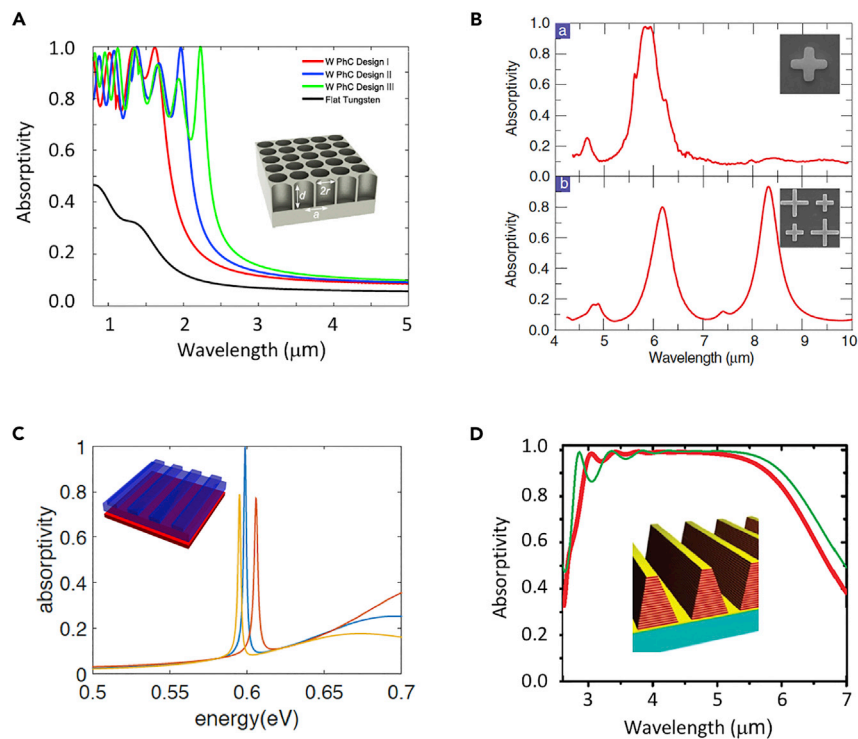 A
Absorptivity
1.0
0.8
0.6
0.4
0.2
0.0
W PhC Design I
W PhC Design II
W PhC Design III
Flat Tungsten
d
2r
a
1 2 3 4 5
Wavelength (μm)
B
a
Absorptivity
1.0
0.8
0.6
0.4
0.2
0.0
b
Absorptivity
0.8
0.6
0.4
0.2
0.0
4 5 6 7 8 9 10
Wavelength (μm)
C
absorptivity
1
0.8
0.6
0.4
0.2
0
0.5 0.55 0.6 0.65 0.7
energy(eV)
D
Absorptivity
1.0
0.8
0.6
0.4
0.2
0.0
3 4 5 6 7
Wavelength (μm)